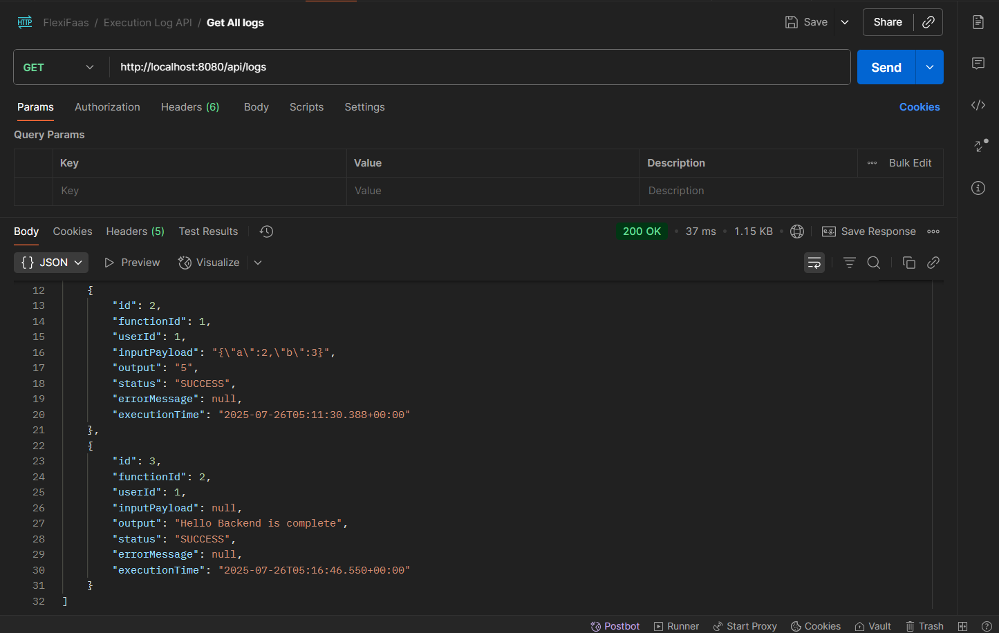 HTTP FlexiFaas / Execution Log API / Get All logs Save Share
GET http://localhost:8080/api/logs Send
Params Authorization Headers (6) Body Scripts Settings Cookies
Query Params
Key Value Description Bulk Edit
Key Value Description
Body Cookies Headers (5) Test Results 200 OK • 37 ms • 1.15 KB • e.g. Save Response
{} JSON Preview Visualize
12 {
13 "id": 2,
14 "functionId": 1,
15 "userId": 1,
16 "inputPayload": "{\"a\":2,\"b\":3}",
17 "output": "5",
18 "status": "SUCCESS",
19 "errorMessage": null,
20 "executionTime": "2025-07-26T05:11:30.388+00:00"
21 },
22 {
23 "id": 3,
24 "functionId": 2,
25 "userId": 1,
26 "inputPayload": null,
27 "output": "Hello Backend is complete",
28 "status": "SUCCESS",
29 "errorMessage": null,
30 "executionTime": "2025-07-26T05:16:46.550+00:00"
31 }
32 ]
Postbot Runner Start Proxy Cookies Vault Trash